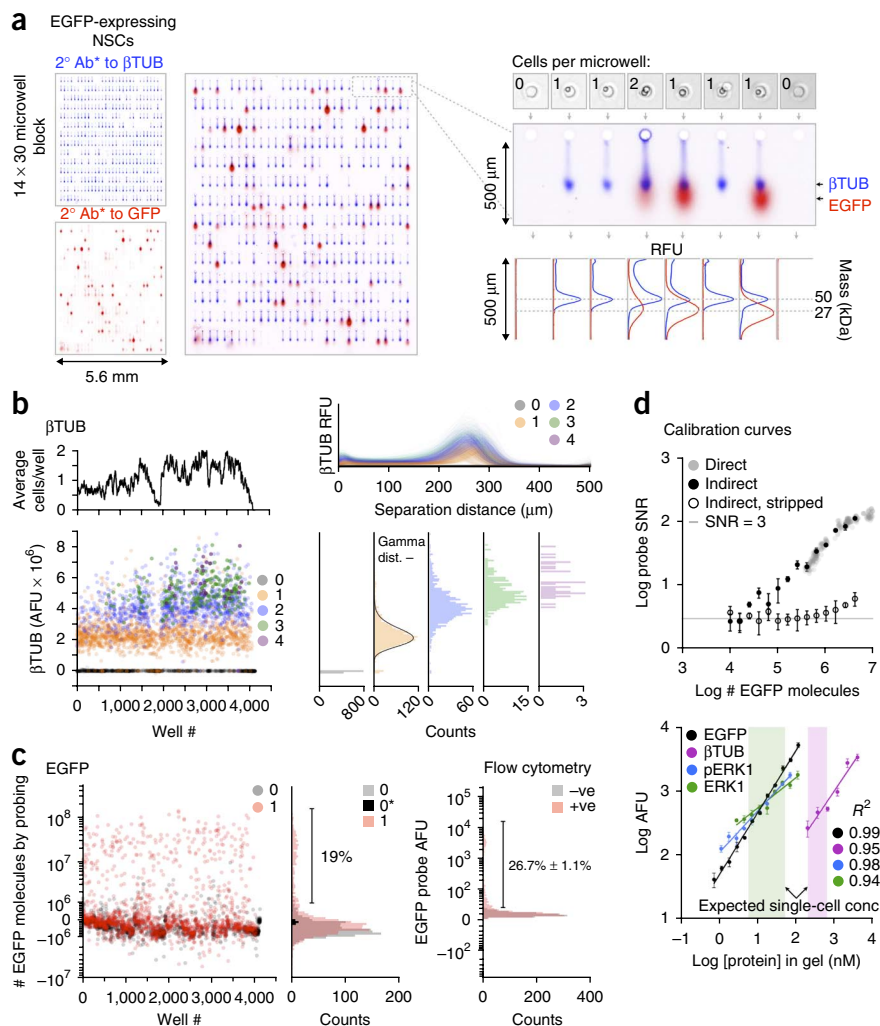 a
EGFP-expressing
NSCs
2° Ab* to βTUB
14 × 30 microwell
block
2° Ab* to GFP
5.6 mm
Cells per microwell:
0 1 1 2 1 1 1 0
500 μm
βTUB
EGFP
RFU
500 μm
50
27
Mass (kDa)
b
βTUB
Average
cells/well
2
1
0
βTUB (AFU × 10⁶)
8
6
4
2
0
0
1
2
3
4
0 1,000 2,000 3,000 4,000
Well #
βTUB RFU
0 2
1 3
4
0 100 200 300 500
Separation distance (μm)
Gamma
dist. –
0 800 0 120 0 60 0 15 0 3
Counts
c
EGFP
# EGFP molecules by probing
10⁸
10⁷
10⁶
0
−10⁶
−10⁷
0
1
0 1,000 2,000 3,000 4,000
Well #
0
0*
1
19%
0 100 200
Counts
Flow cytometry
–ve
+ve
EGFP probe AFU
10⁵
10⁴
10³
10²
0
−10²
26.7% ± 1.1%
0 200 400
Counts
d
Calibration curves
Direct
Indirect
Indirect, stripped
SNR = 3
Log probe SNR
3
2
1
0
3 4 5 6 7
Log # EGFP molecules
Log AFU
4
3
2
1
EGFP
βTUB
pERK1
ERK1
R²
0.99
0.95
0.98
0.94
Expected single-cell conc
−1 0 1 2 3 4
Log [protein] in gel (nM)